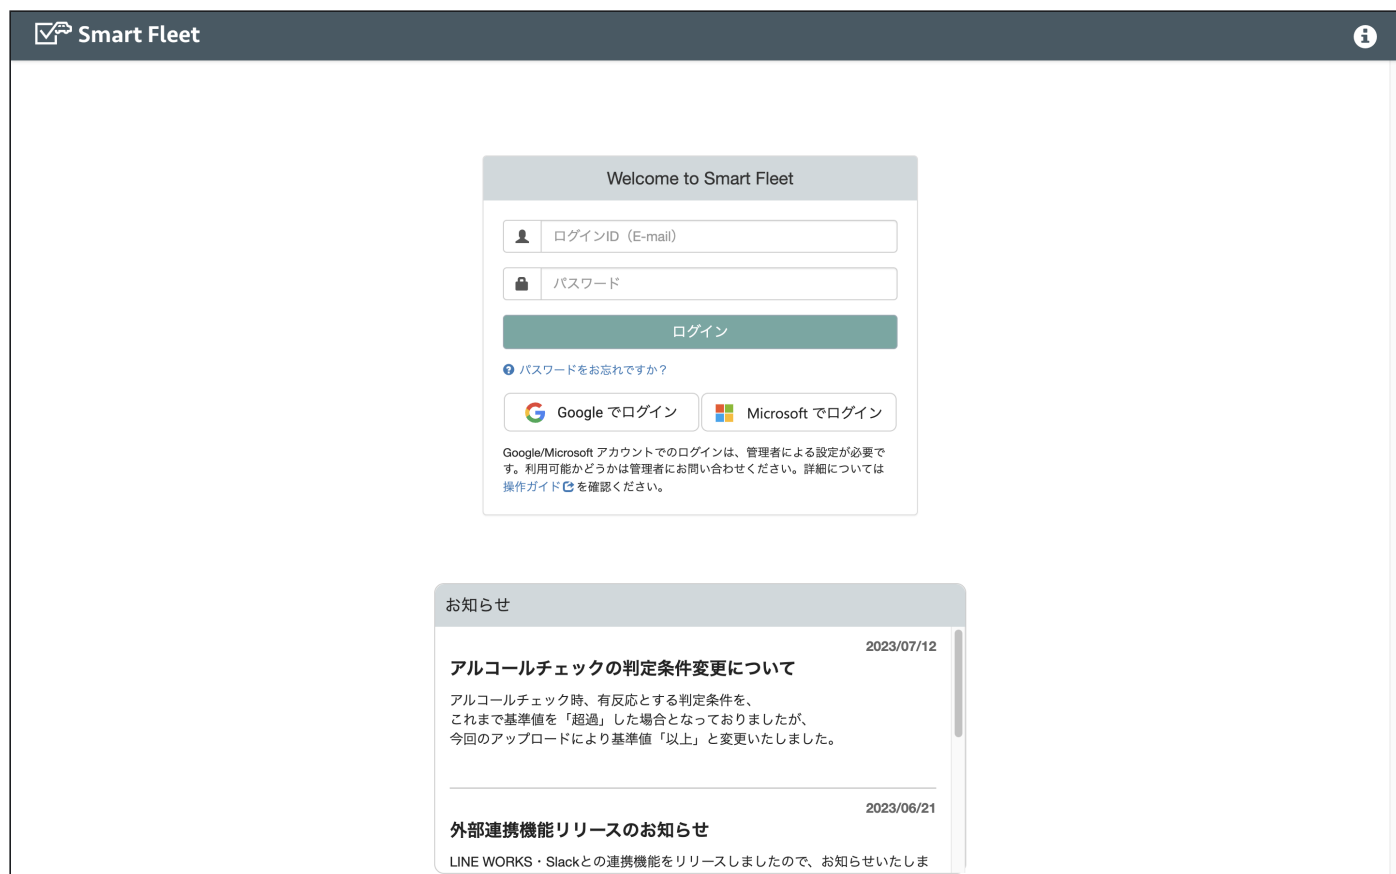 Smart Fleet
Welcome to Smart Fleet
ログインID（E-mail）
パスワード
ログイン
パスワードをお忘れですか？
Google でログイン
Microsoft でログイン
Google/Microsoft アカウントでのログインは、管理者による設定が必要で
す。利用可能かどうかは管理者にお問い合わせください。詳細については
操作ガイド を確認ください。
お知らせ
2023/07/12
アルコールチェックの判定条件変更について
アルコールチェック時、有反応とする判定条件を、
これまで基準値を「超過」した場合となっておりましたが、
今回のアップロードにより基準値「以上」と変更いたしました。
2023/06/21
外部連携機能リリースのお知らせ
LINE WORKS・Slackとの連携機能をリリースしましたので、お知らせいたしま